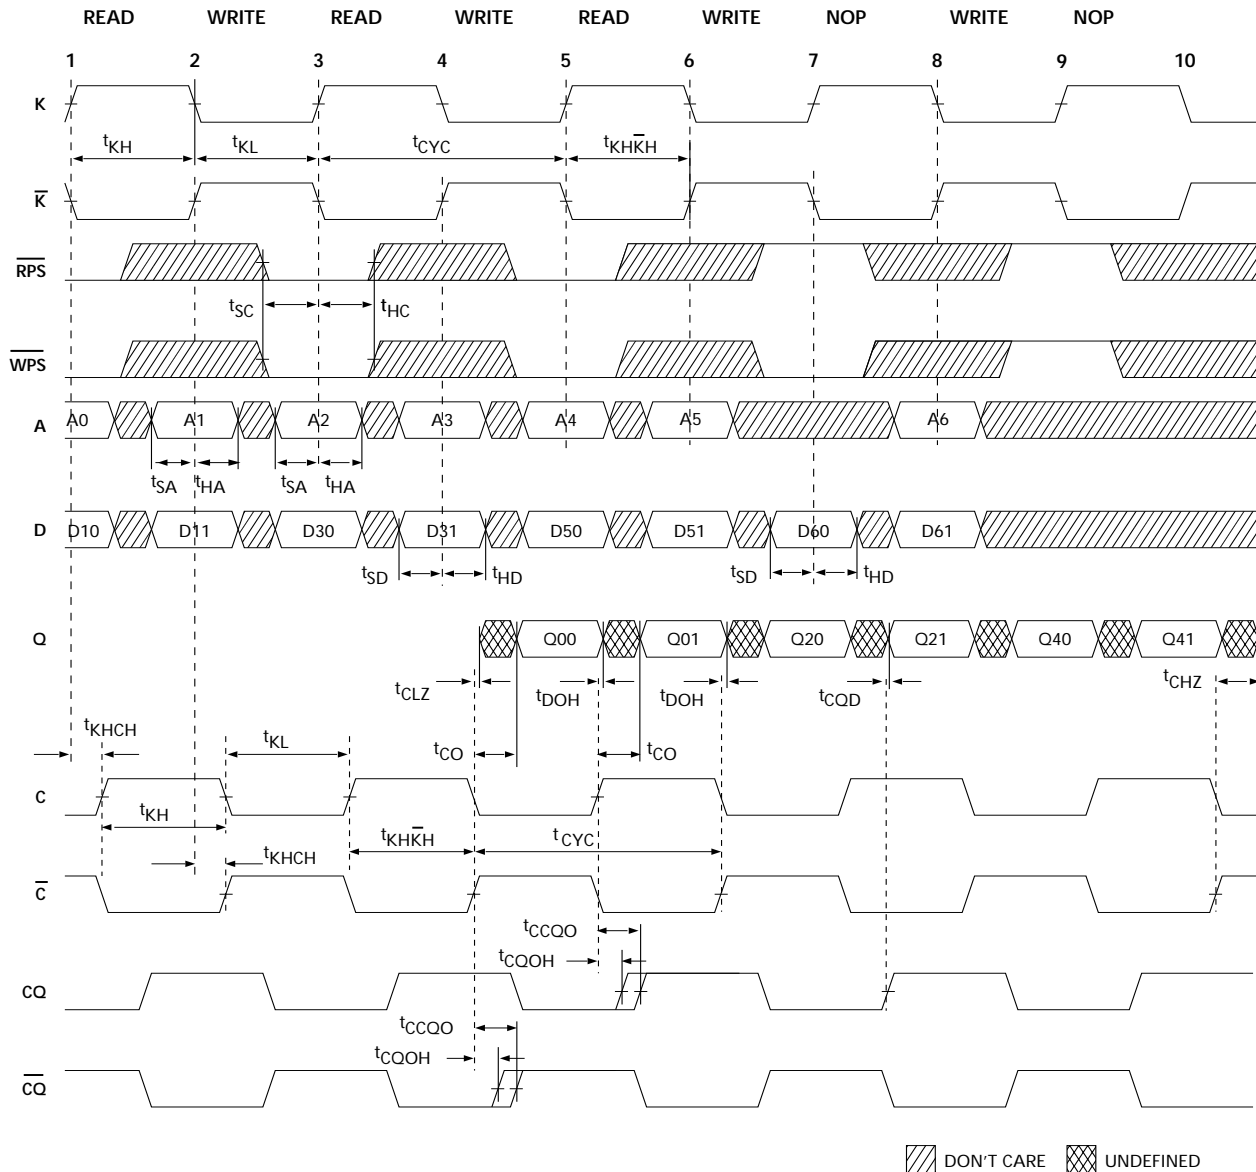 READ WRITE READ WRITE READ WRITE NOP WRITE NOP
1 2 3 4 5 6 7 8 9 10
K
tKH tKL tCYC tKHK̅H
K̅
R̅P̅S̅
tSC tHC
W̅P̅S̅
A A0 A1 A2 A3 A4 A5 A6
tSA tHA tSA tHA
D D10 D11 D30 D31 D50 D51 D60 D61
tSD tHD tSD tHD
Q Q00 Q01 Q20 Q21 Q40 Q41
tCLZ tDOH tDOH tCQD tCHZ
tKHCH tKL tCO tCO
C
tKH tKHK̅H tCYC
tKHCH
C̅
tCCQO
tCQOH
CQ
tCCQO
tCQOH
C̅Q̅
DON'T CARE UNDEFINED